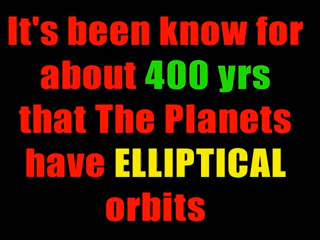 It's been know for
about 400 yrs
that The Planets
have ELLIPTICAL
orbits